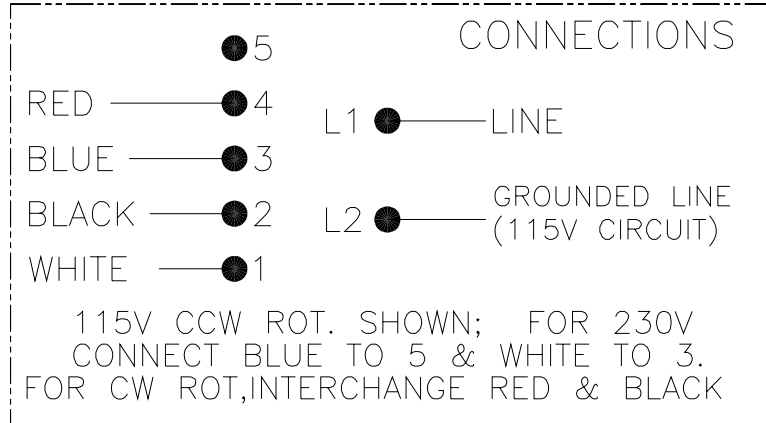 CONNECTIONS
5
RED 4
BLUE 3
BLACK 2
WHITE 1
L1 LINE
L2 GROUNDED LINE
(115V CIRCUIT)
115V CCW ROT. SHOWN; FOR 230V
CONNECT BLUE TO 5 & WHITE TO 3.
FOR CW ROT,INTERCHANGE RED & BLACK